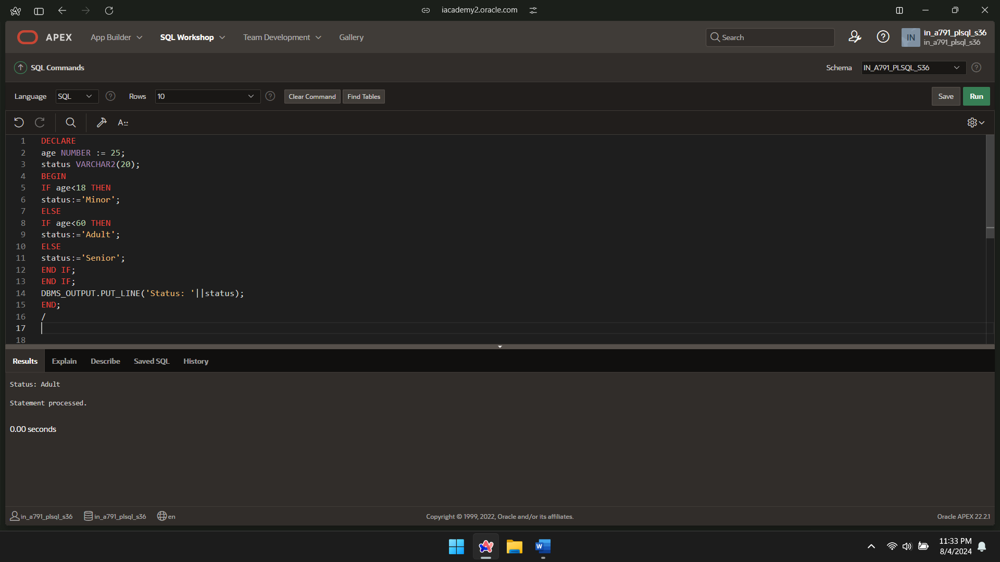 iacademy2.oracle.com
APEX App Builder SQL Workshop Team Development Gallery Search IN in_a791_plsql_s36
in_a791_plsql_s36
SQL Commands Schema IN_A791_PLSQL_S36
Language SQL Rows 10 Clear Command Find Tables Save Run
1 DECLARE
2 age NUMBER := 25;
3 status VARCHAR2(20);
4 BEGIN
5 IF age<18 THEN
6 status:='Minor';
7 ELSE
8 IF age<60 THEN
9 status:='Adult';
10 ELSE
11 status:='Senior';
12 END IF;
13 END IF;
14 DBMS_OUTPUT.PUT_LINE('Status: '||status);
15 END;
16 /
17
18
Results Explain Describe Saved SQL History
Status: Adult
Statement processed.
0.00 seconds
in_a791_plsql_s36 in_a791_plsql_s36 en Copyright © 1999, 2022, Oracle and/or its affiliates. Oracle APEX 22.2.1
11:33 PM
8/4/2024